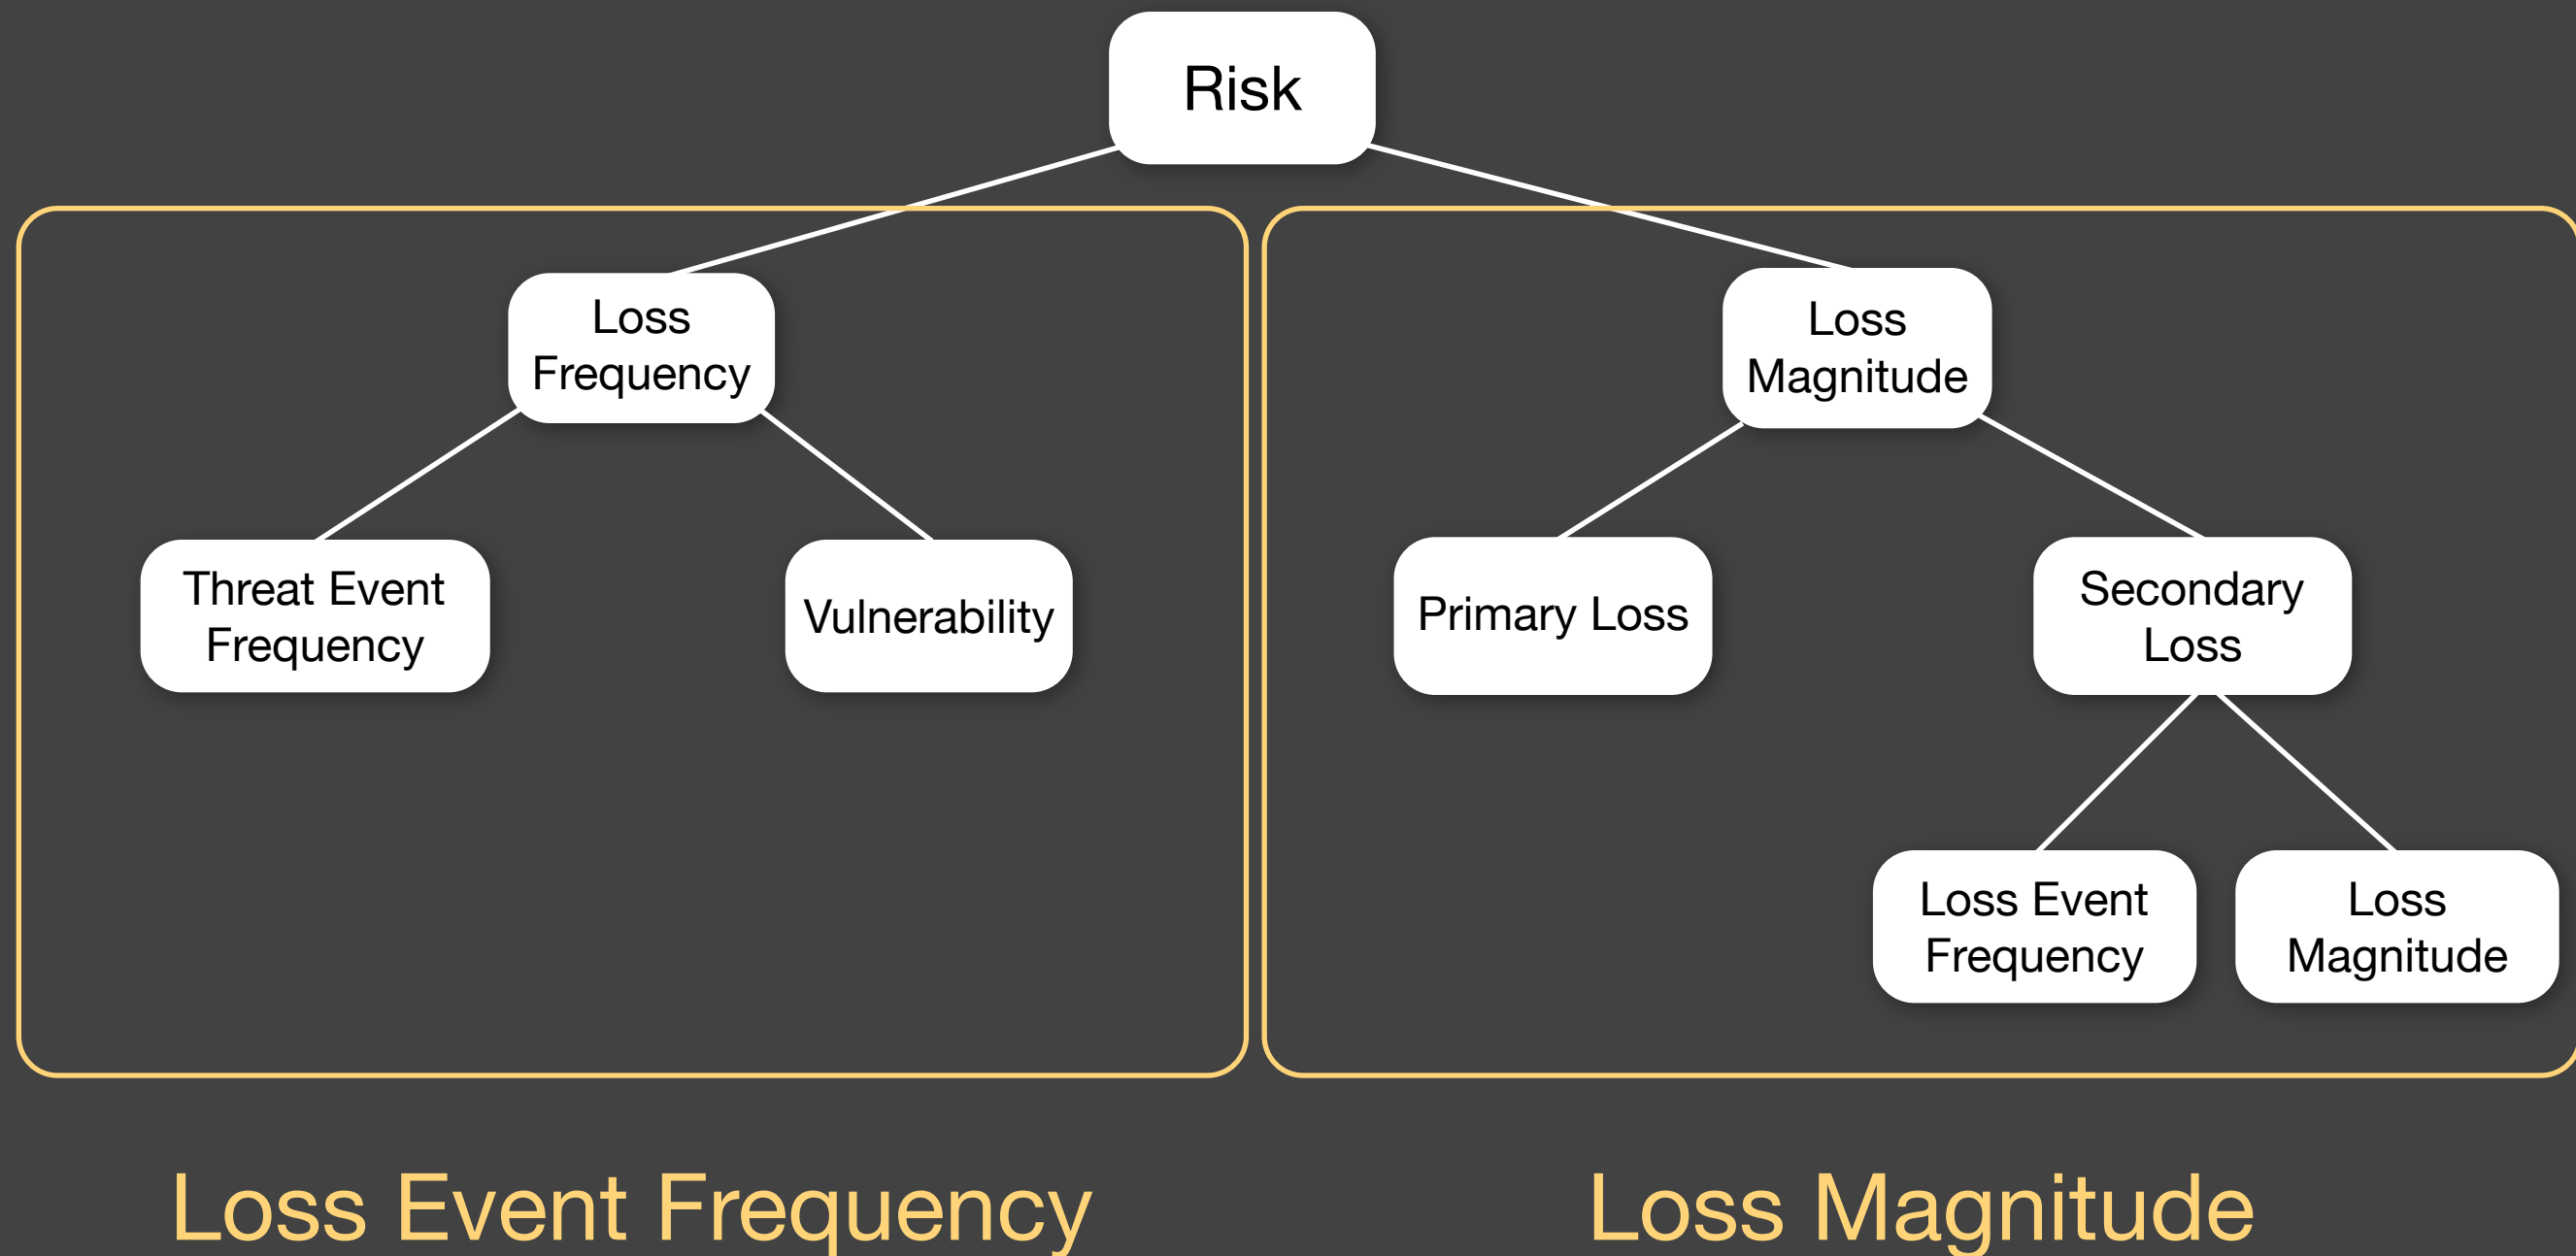 Risk
Loss
Frequency
Loss
Magnitude
Threat Event
Frequency
Vulnerability
Primary Loss
Secondary
Loss
Loss Event
Frequency
Loss
Magnitude
Loss Event Frequency
Loss Magnitude